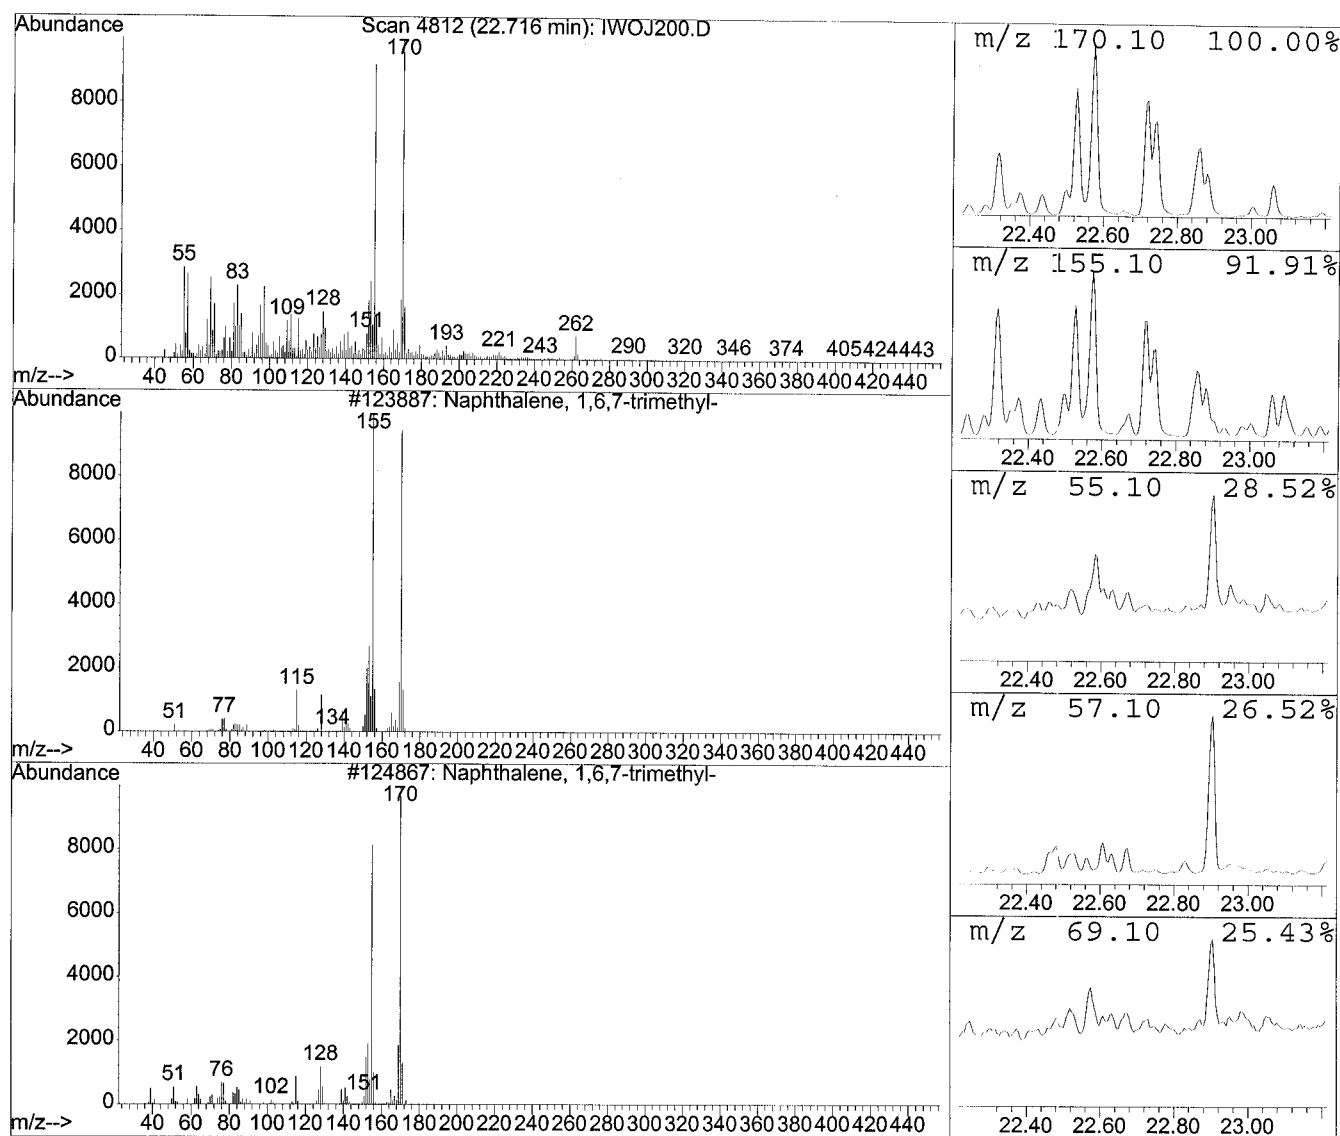 Abundance
Scan 4812 (22.716 min): IWOJ200.D
170
8000
6000
4000
55
83
2000
109
128
151
193
221
243
262
290 320 346 374 405424443
0
m/z-->
40 60 80 100 120 140 160 180 200 220 240 260 280 300 320 340 360 380 400 420 440
Abundance
#123887: Naphthalene, 1,6,7-trimethyl-
155
8000
6000
4000
2000
51
77
115
134
0
m/z-->
40 60 80 100 120 140 160 180 200 220 240 260 280 300 320 340 360 380 400 420 440
Abundance
#124867: Naphthalene, 1,6,7-trimethyl-
170
8000
6000
4000
2000
51
76
102
128
151
0
m/z-->
40 60 80 100 120 140 160 180 200 220 240 260 280 300 320 340 360 380 400 420 440
m/z 170.10 100.00%
22.40 22.60 22.80 23.00
m/z 155.10 91.91%
22.40 22.60 22.80 23.00
m/z 55.10 28.52%
22.40 22.60 22.80 23.00
m/z 57.10 26.52%
22.40 22.60 22.80 23.00
m/z 69.10 25.43%
22.40 22.60 22.80 23.00